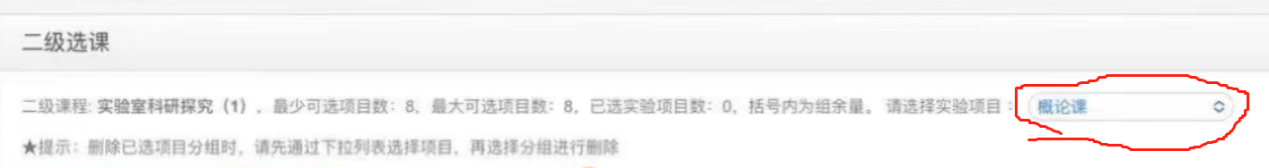 二级选课
二级课程: 实验室科研探究（1）, 最少可选项目数：8, 最大可选项目数：8, 已选实验项目数：0, 括号内为组余量。 请选择实验项目： 概论课
★提示：删除已选项目分组时, 请先通过下拉列表选择项目, 再选择分组进行删除